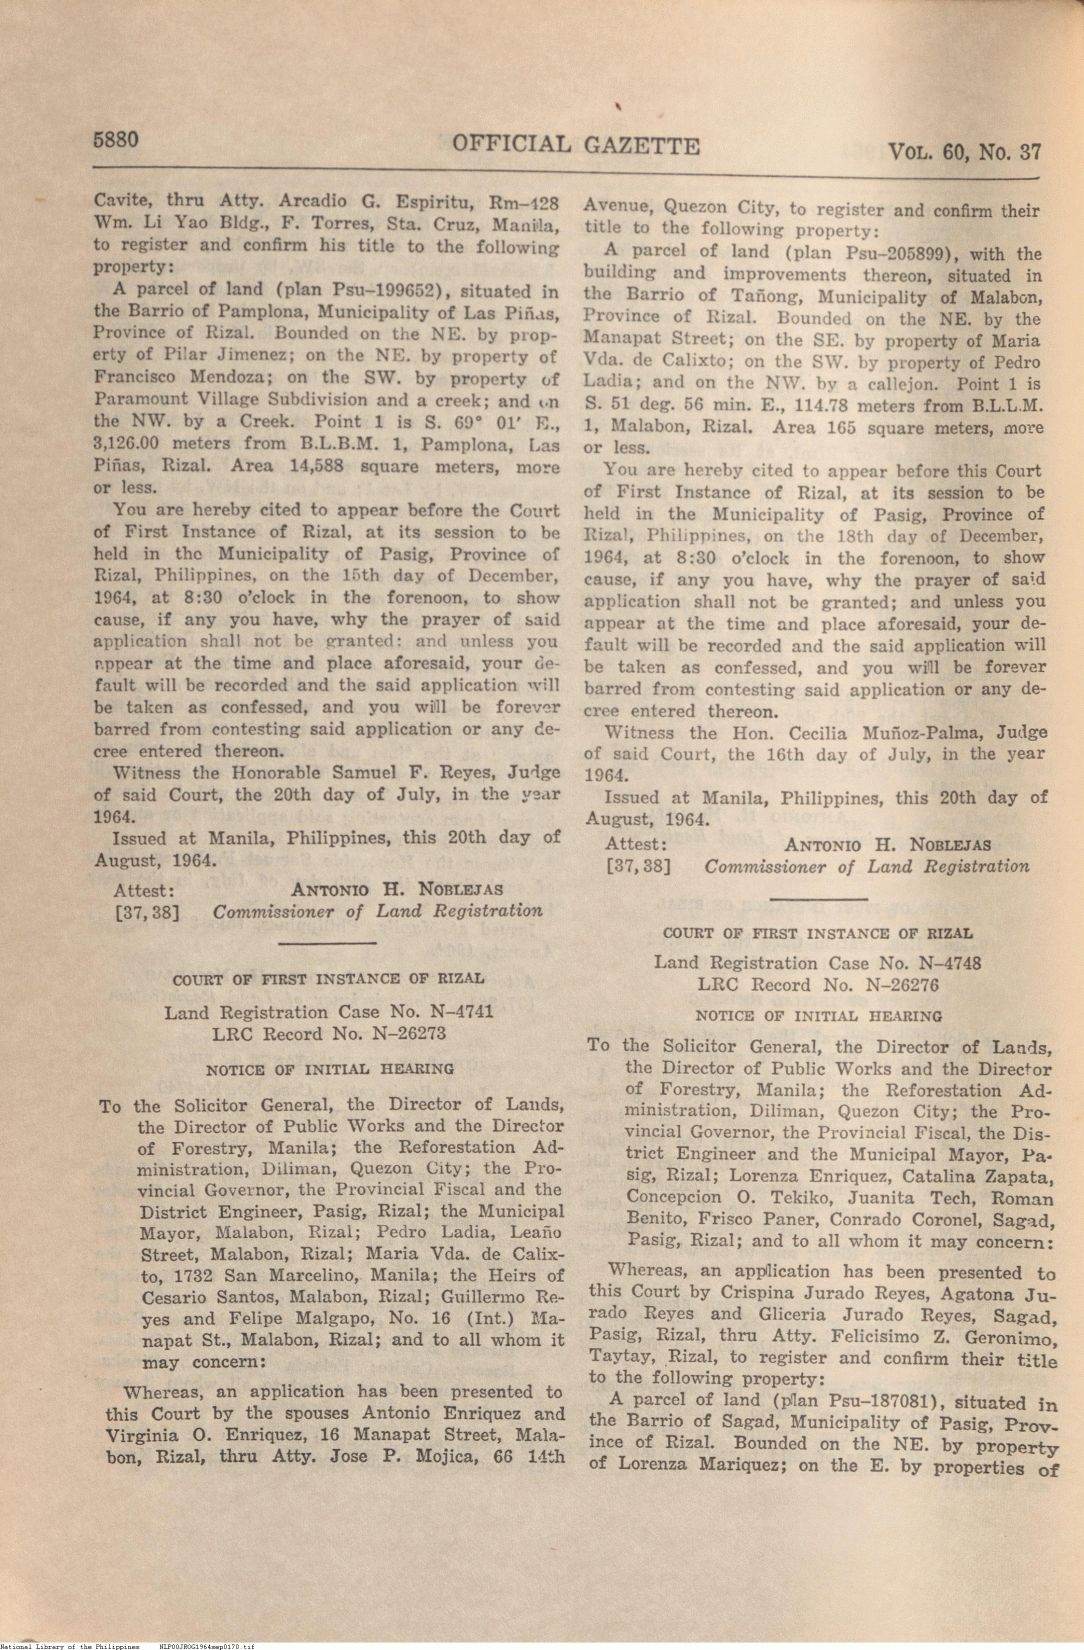 5880
OFFICIAL GAZETTE
VOL. 60, No. 37
Cavite, thru Atty. Arcadio G. Espiritu, Rm–428
Wm. Li Yao Bldg., F. Torres, Sta. Cruz, Manila,
to register and confirm his title to the following
property:
A parcel of land (plan Psu–199652), situated in
the Barrio of Pamplona, Municipality of Las Piñas,
Province of Rizal. Bounded on the NE. by prop-
erty of Pilar Jimenez; on the NE. by property of
Francisco Mendoza; on the SW. by property of
Paramount Village Subdivision and a creek; and on
the NW. by a Creek. Point 1 is S. 69° 01′ E.,
3,126.00 meters from B.L.B.M. 1, Pamplona, Las
Piñas, Rizal. Area 14,588 square meters, more
or less.
You are hereby cited to appear before the Court
of First Instance of Rizal, at its session to be
held in the Municipality of Pasig, Province of
Rizal, Philippines, on the 15th day of December,
1964, at 8:30 o'clock in the forenoon, to show
cause, if any you have, why the prayer of said
application shall not be granted: and unless you
appear at the time and place aforesaid, your de-
fault will be recorded and the said application will
be taken as confessed, and you will be forever
barred from contesting said application or any de-
cree entered thereon.
Witness the Honorable Samuel F. Reyes, Judge
of said Court, the 20th day of July, in the year
1964.
Issued at Manila, Philippines, this 20th day of
August, 1964.
Attest: ANTONIO H. NOBLEJAS
[37, 38] Commissioner of Land Registration
COURT OF FIRST INSTANCE OF RIZAL
Land Registration Case No. N–4741
LRC Record No. N–26273
NOTICE OF INITIAL HEARING
To the Solicitor General, the Director of Lands,
the Director of Public Works and the Director
of Forestry, Manila; the Reforestation Ad-
ministration, Diliman, Quezon City; the Pro-
vincial Governor, the Provincial Fiscal and the
District Engineer, Pasig, Rizal; the Municipal
Mayor, Malabon, Rizal; Pedro Ladia, Leaño
Street, Malabon, Rizal; Maria Vda. de Calix-
to, 1732 San Marcelino, Manila; the Heirs of
Cesario Santos, Malabon, Rizal; Guillermo Re-
yes and Felipe Malgapo, No. 16 (Int.) Ma-
napat St., Malabon, Rizal; and to all whom it
may concern:
Whereas, an application has been presented to
this Court by the spouses Antonio Enriquez and
Virginia O. Enriquez, 16 Manapat Street, Mala-
bon, Rizal, thru Atty. Jose P. Mojica, 66 14th
Avenue, Quezon City, to register and confirm their
title to the following property:
A parcel of land (plan Psu–205899), with the
building and improvements thereon, situated in
the Barrio of Tañong, Municipality of Malabon,
Province of Rizal. Bounded on the NE. by the
Manapat Street; on the SE. by property of Maria
Vda. de Calixto; on the SW. by property of Pedro
Ladia; and on the NW. by a callejon. Point 1 is
S. 51 deg. 56 min. E., 114.78 meters from B.L.L.M.
1, Malabon, Rizal. Area 165 square meters, more
or less.
You are hereby cited to appear before this Court
of First Instance of Rizal, at its session to be
held in the Municipality of Pasig, Province of
Rizal, Philippines, on the 18th day of December,
1964, at 8:30 o'clock in the forenoon, to show
cause, if any you have, why the prayer of said
application shall not be granted; and unless you
appear at the time and place aforesaid, your de-
fault will be recorded and the said application will
be taken as confessed, and you will be forever
barred from contesting said application or any de-
cree entered thereon.
Witness the Hon. Cecilia Muñoz-Palma, Judge
of said Court, the 16th day of July, in the year
1964.
Issued at Manila, Philippines, this 20th day of
August, 1964.
Attest: ANTONIO H. NOBLEJAS
[37, 38] Commissioner of Land Registration
COURT OF FIRST INSTANCE OF RIZAL
Land Registration Case No. N–4748
LRC Record No. N–26276
NOTICE OF INITIAL HEARING
To the Solicitor General, the Director of Lands,
the Director of Public Works and the Director
of Forestry, Manila; the Reforestation Ad-
ministration, Diliman, Quezon City; the Pro-
vincial Governor, the Provincial Fiscal, the Dis-
trict Engineer and the Municipal Mayor, Pa-
sig, Rizal; Lorenza Enriquez, Catalina Zapata,
Concepcion O. Tekiko, Juanita Tech, Roman
Benito, Frisco Paner, Conrado Coronel, Sagad,
Pasig, Rizal; and to all whom it may concern:
Whereas, an application has been presented to
this Court by Crispina Jurado Reyes, Agatona Ju-
rado Reyes and Gliceria Jurado Reyes, Sagad,
Pasig, Rizal, thru Atty. Felicisimo Z. Geronimo,
Taytay, Rizal, to register and confirm their title
to the following property:
A parcel of land (plan Psu–187081), situated in
the Barrio of Sagad, Municipality of Pasig, Prov-
ince of Rizal. Bounded on the NE. by property
of Lorenza Mariquez; on the E. by properties of
National Library of the Philippines NLP00JROG1964sep0170.tif